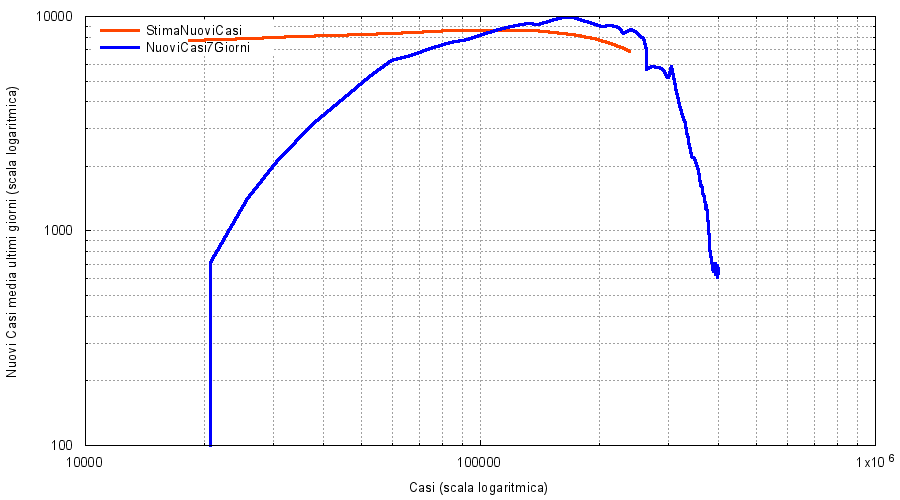 StimaNuoviCasi
NuoviCasi7Giorni
Nuovi Casi media ultimi giorni (scala logaritmica)
10000
1000
100
10000
100000
1x10 6
Casi (scala logaritmica)